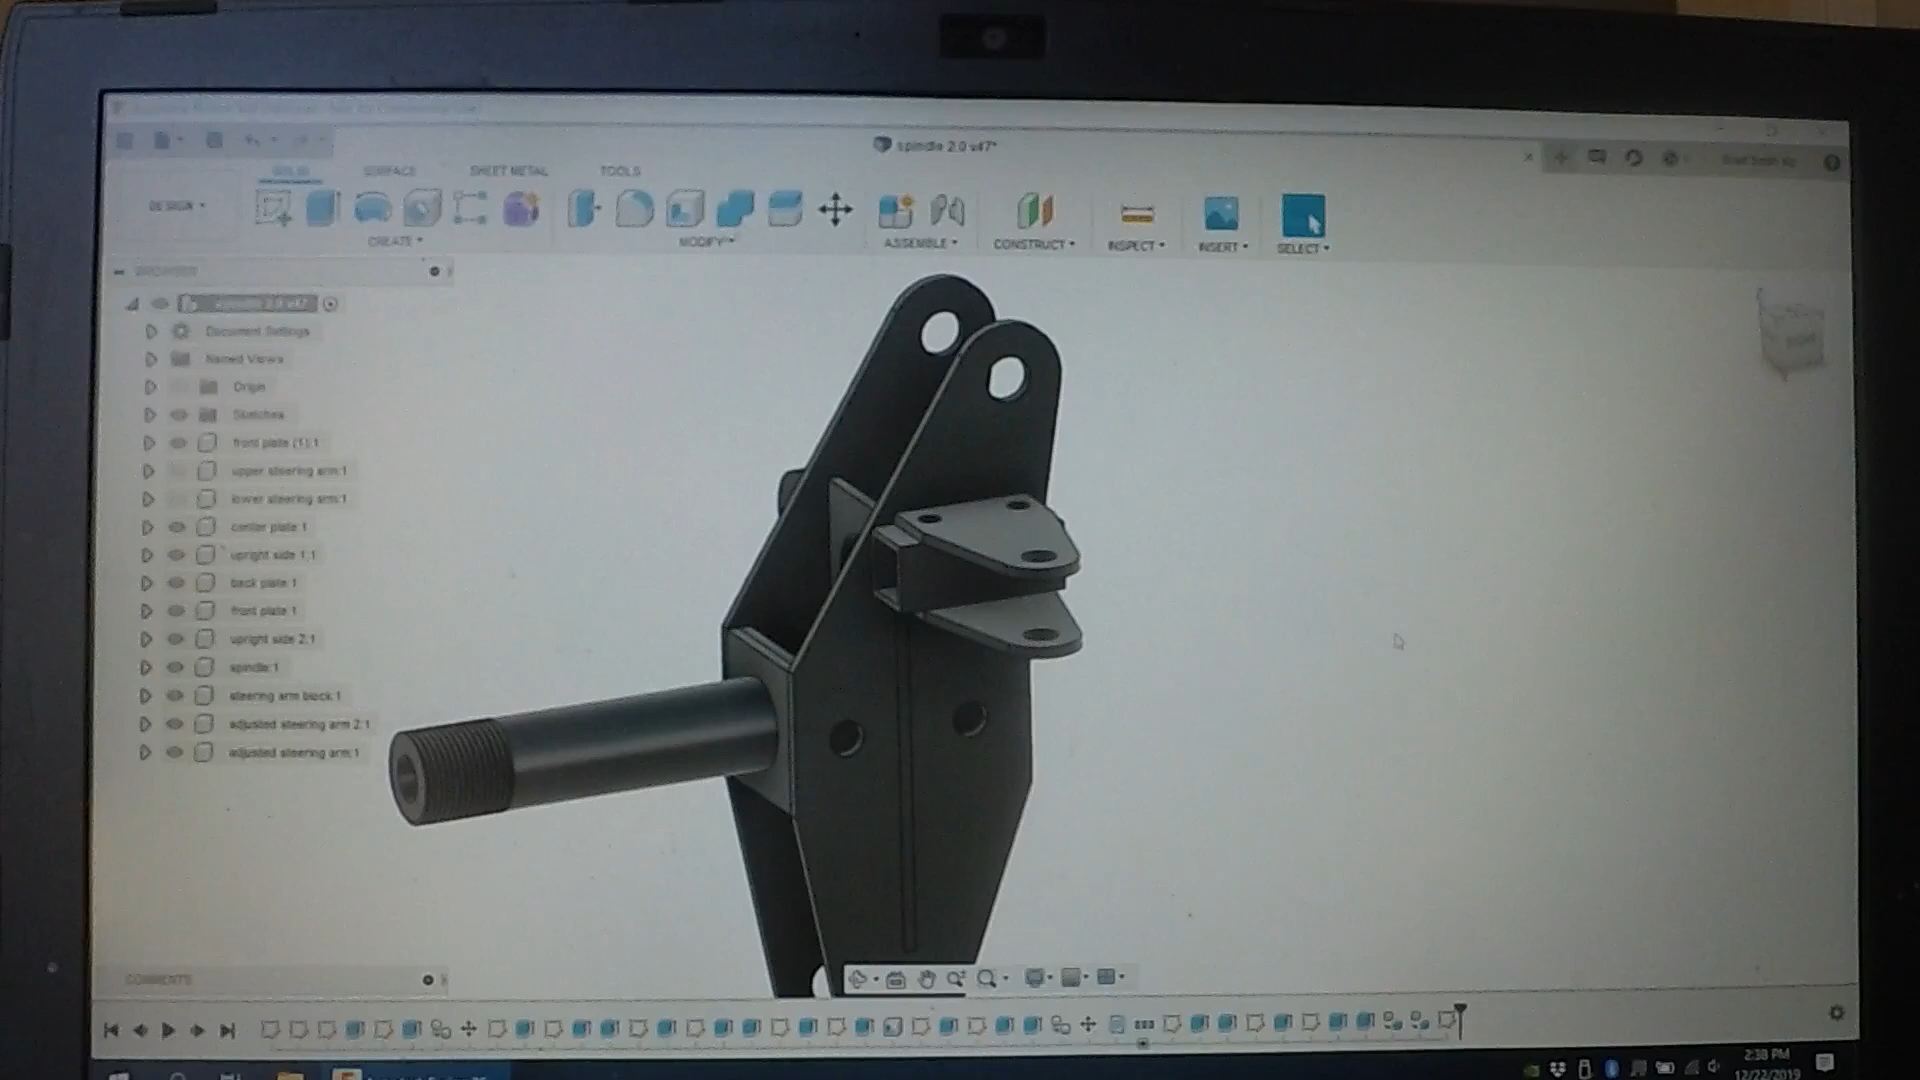 spindle 2.0 v47*
SOLID SURFACE SHEET METAL TOOLS
DESIGN
CREATE MODIFY ASSEMBLE CONSTRUCT INSPECT INSERT SELECT
BROWSER
Document Settings
Named Views
Origin
Sketches
front plate (1):1
upper steering arm:1
lower steering arm:1
center plate:1
upright side 1:1
back plate:1
front plate:1
upright side 2:1
spindle:1
steering arm block:1
adjusted steering arm 2:1
adjusted steering arm:1
COMMENTS
2:38 PM
12/22/2019